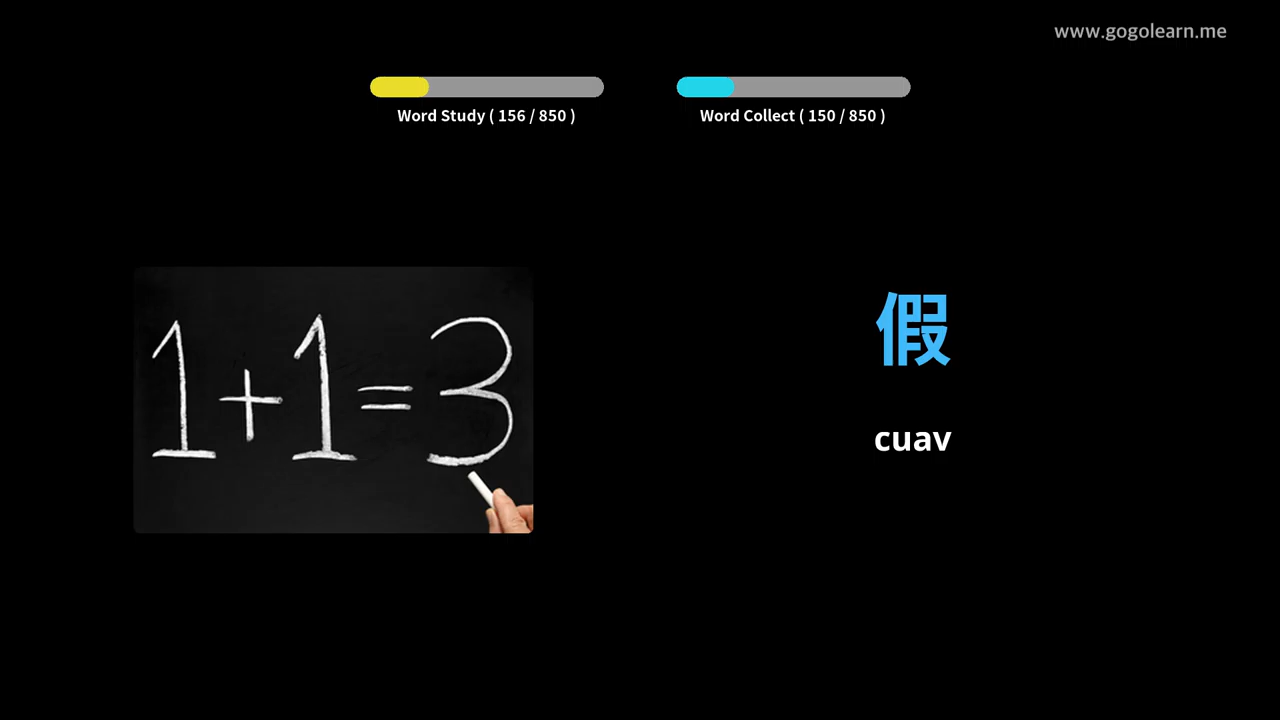 www.gogolearn.me
Word Study ( 156 / 850 )
Word Collect ( 150 / 850 )
1+1=3
假
cuav